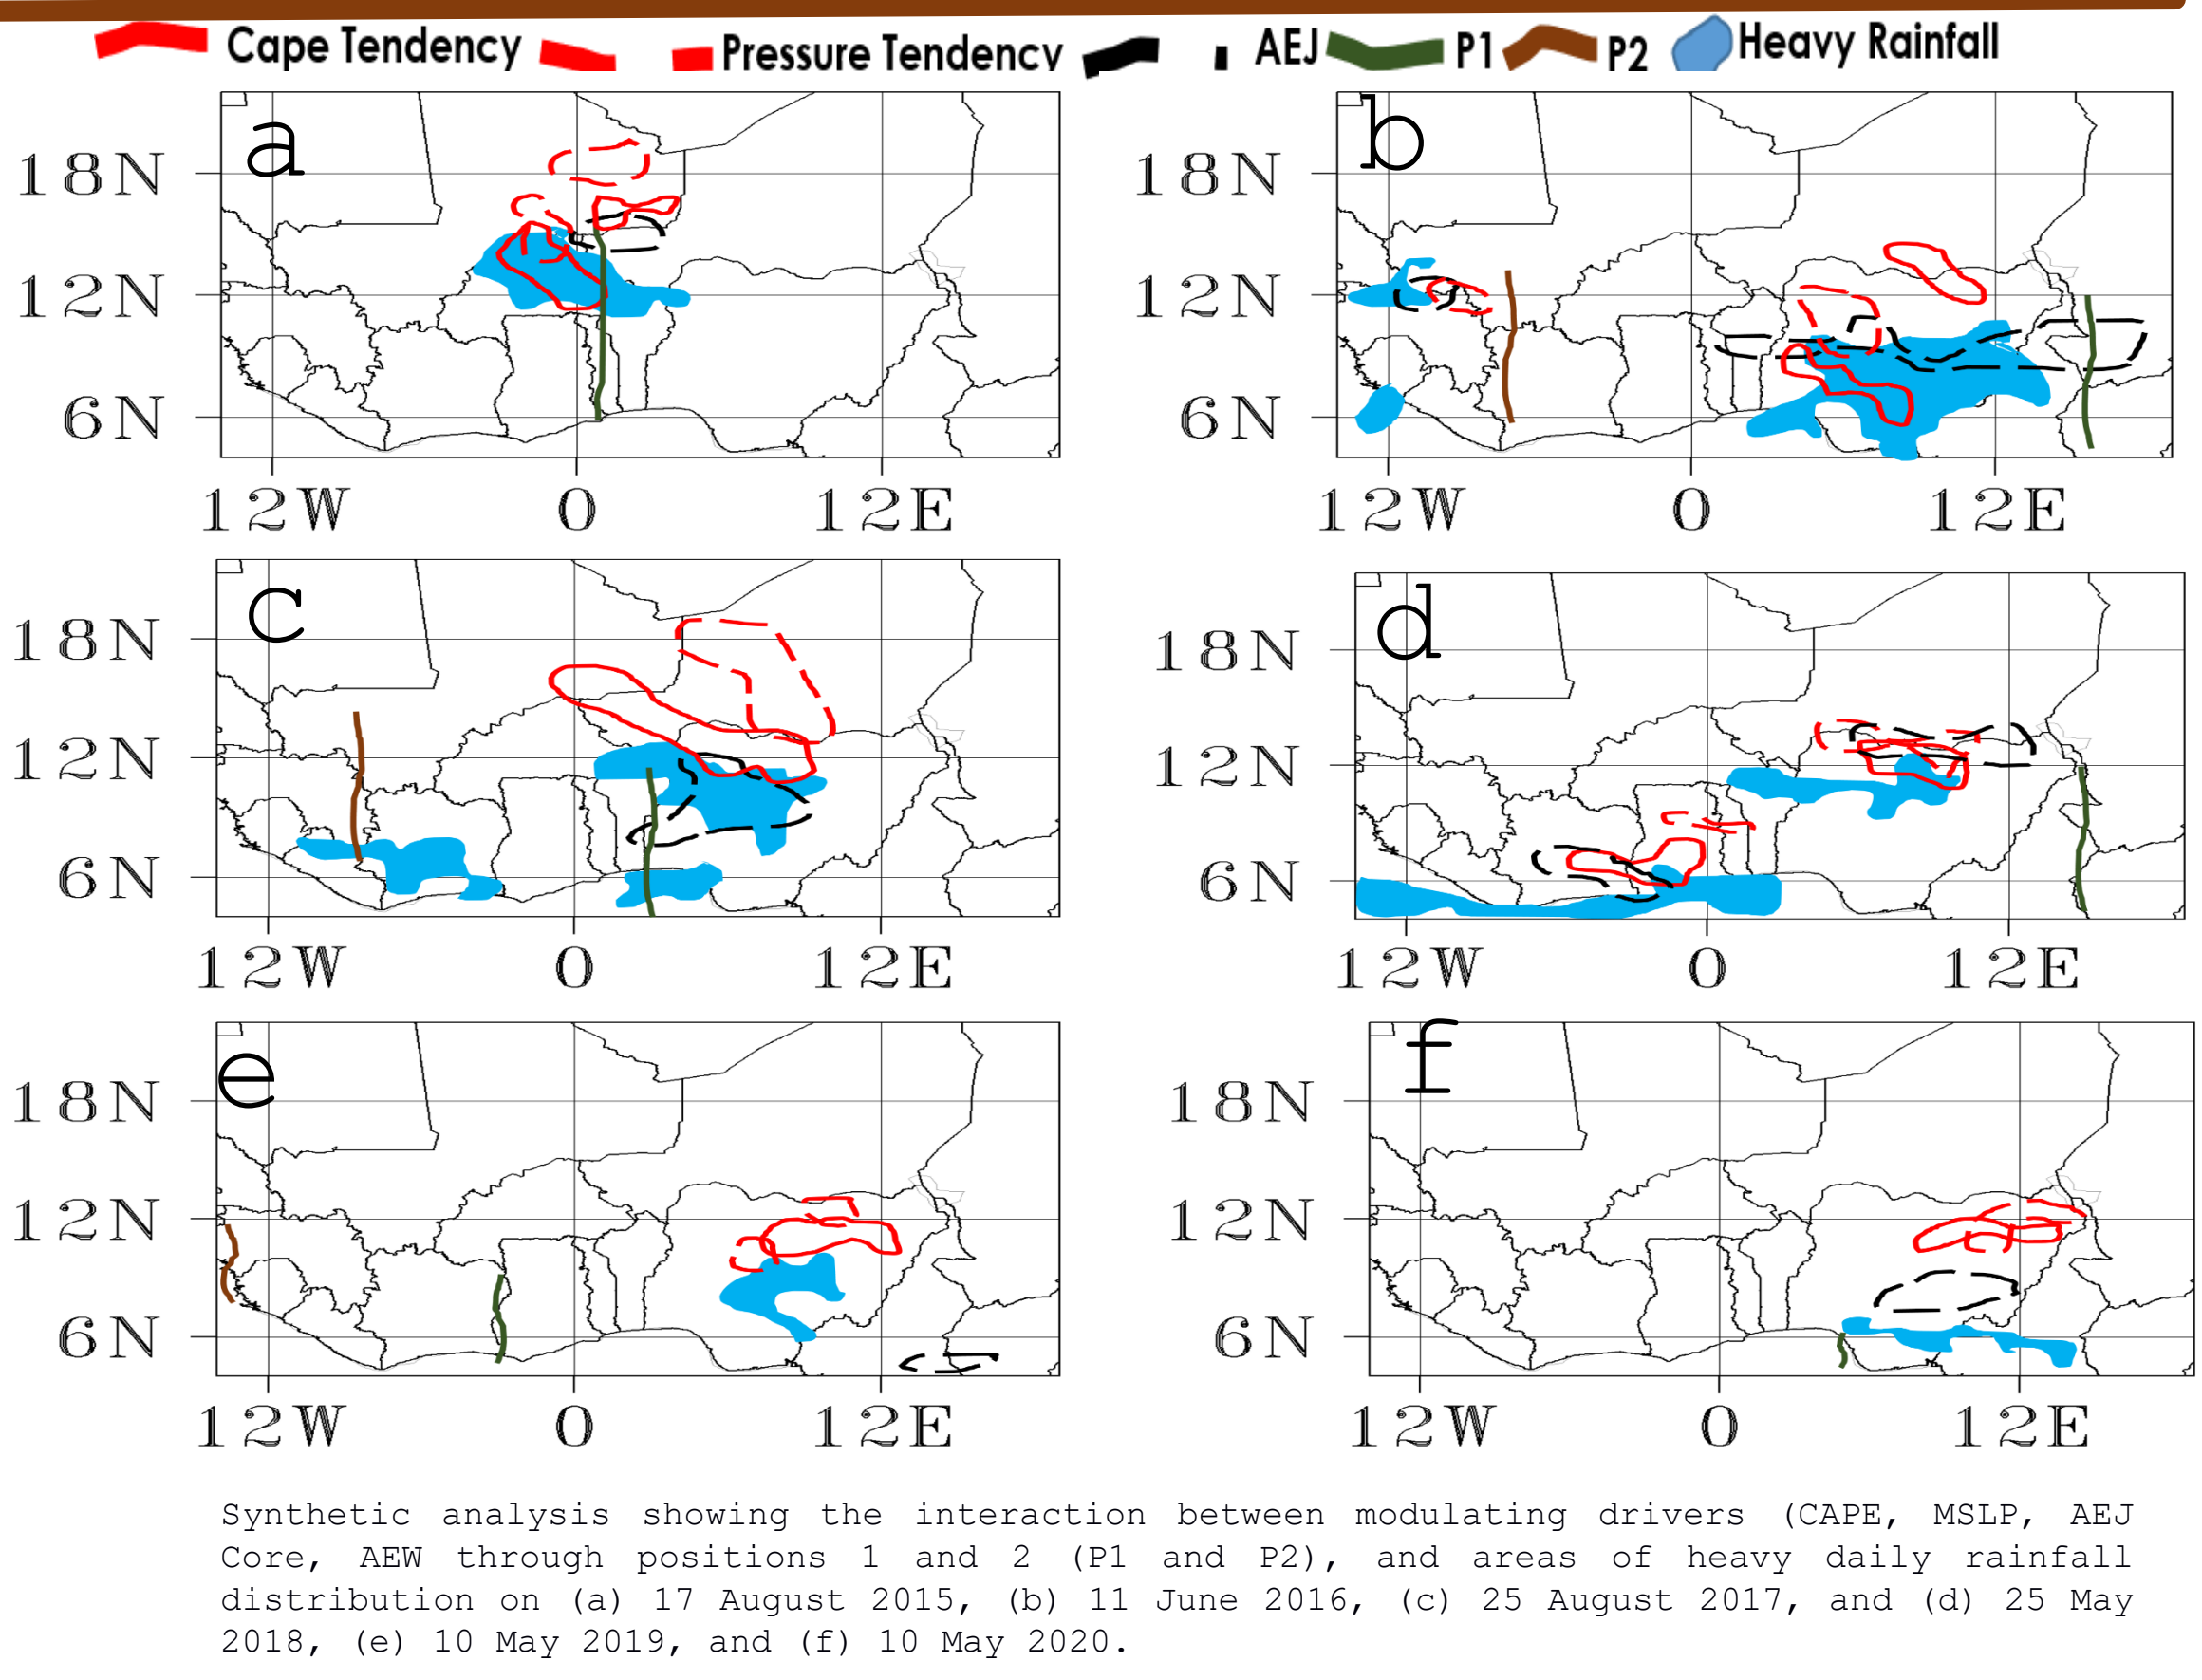 Cape Tendency Pressure Tendency AEJ P1 P2 Heavy Rainfall
a
18N
12N
6N
12W 0 12E
b
18N
12N
6N
12W 0 12E
c
18N
12N
6N
12W 0 12E
d
18N
12N
6N
12W 0 12E
e
18N
12N
6N
12W 0 12E
f
18N
12N
6N
12W 0 12E
Synthetic analysis showing the interaction between modulating drivers (CAPE, MSLP, AEJ
Core, AEW through positions 1 and 2 (P1 and P2), and areas of heavy daily rainfall
distribution on (a) 17 August 2015, (b) 11 June 2016, (c) 25 August 2017, and (d) 25 May
2018, (e) 10 May 2019, and (f) 10 May 2020.